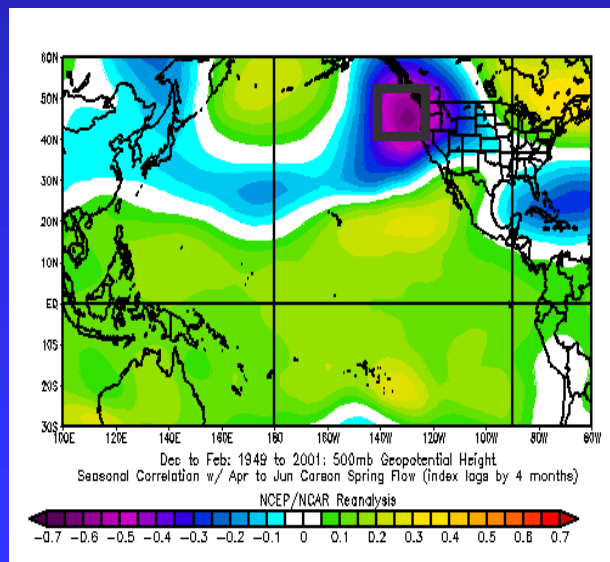 60N
50N
40N
30N
20N
10N
EQ
10S
20S
30S
100E 120E 140E 160E 180 160W 140W 120W 100W 80W 60W
Dec to Feb: 1949 to 2001: 500mb Geopotential Height
Seasonal Correlation w/ Apr to Jun Carson Spring Flow (index lags by 4 months)
NCEP/NCAR Reanalysis
-0.7 -0.6 -0.5 -0.4 -0.3 -0.2 -0.1 0 0.1 0.2 0.3 0.4 0.5 0.6 0.7